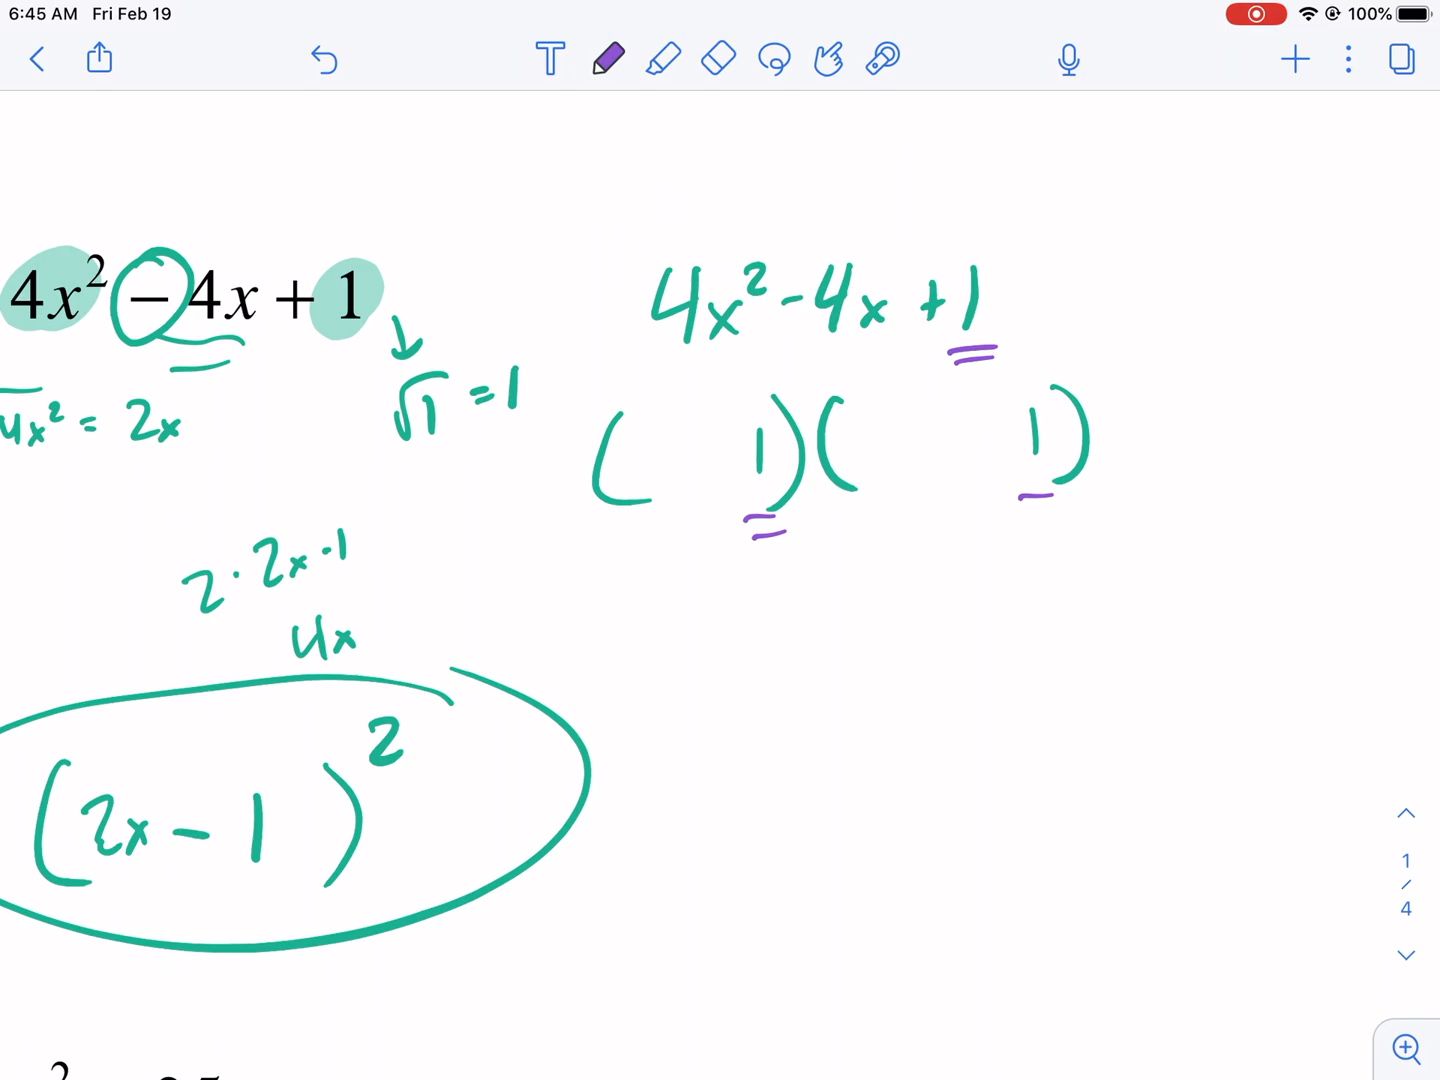 6:45 AM Fri Feb 19
100%
T
4x² − 4x + 1
4x² - 4x + 1
√1 = 1
4x² = 2x
( 1)( 1)
2 · 2x · 1
4x
(2x - 1)²
1
/
4
2